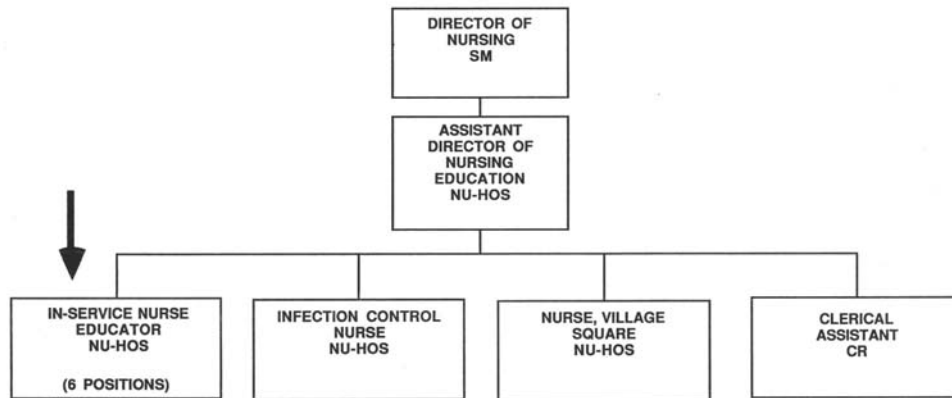 DIRECTOR OF
NURSING
SM
ASSISTANT
DIRECTOR OF
NURSING
EDUCATION
NU-HOS
IN-SERVICE NURSE
EDUCATOR
NU-HOS
(6 POSITIONS)
INFECTION CONTROL
NURSE
NU-HOS
NURSE, VILLAGE
SQUARE
NU-HOS
CLERICAL
ASSISTANT
CR